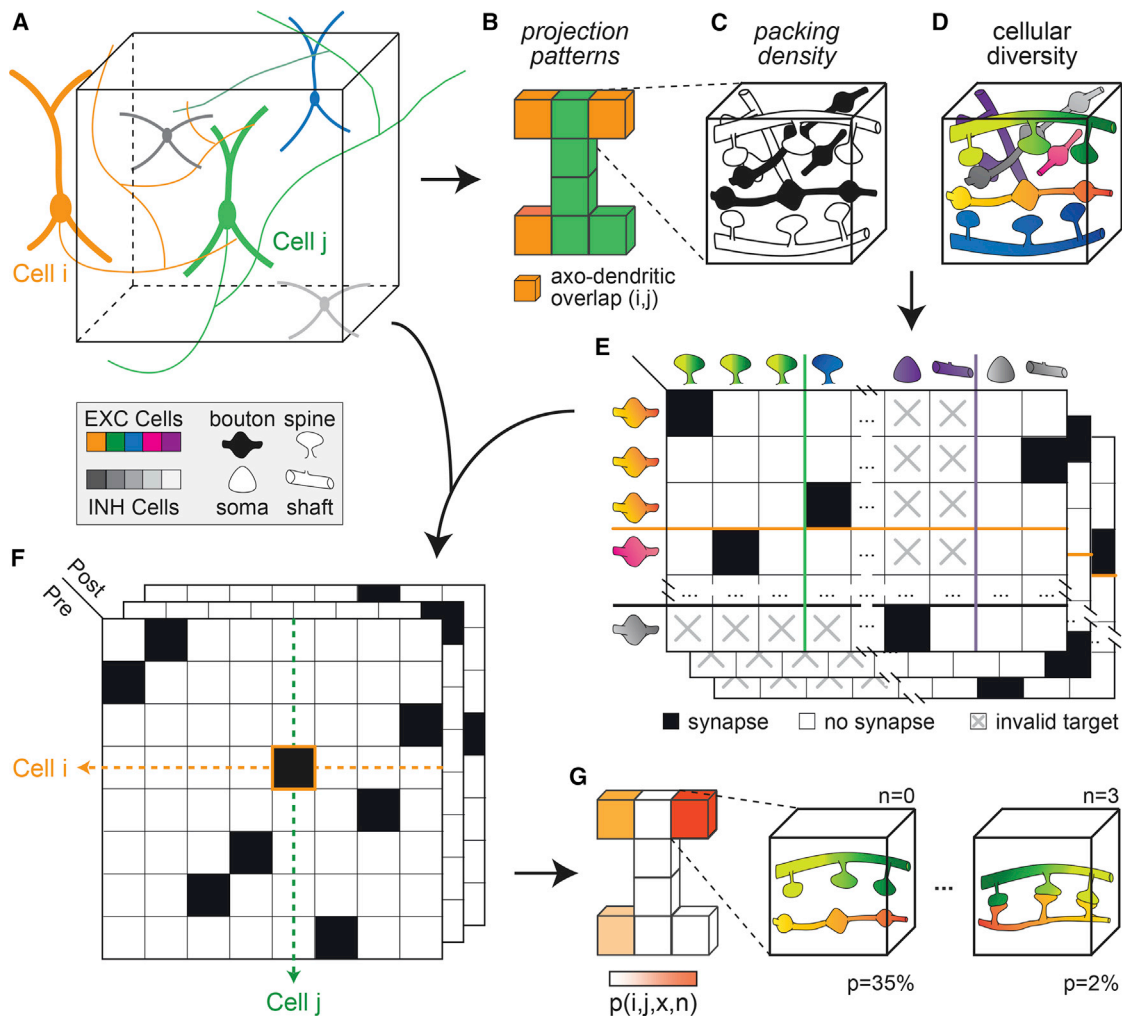 A
B
projection
patterns
C
packing
density
D
cellular
diversity
Cell i
Cell j
axo-dendritic
overlap (i,j)
E
EXC Cells
INH Cells
bouton
spine
soma
shaft
...
...
...
...
...
... ... ... ... ... ... ... ...
...
synapse
no synapse
invalid target
F
Post
Pre
Cell i
Cell j
G
p(i,j,x,n)
n=0
...
n=3
p=35%
p=2%